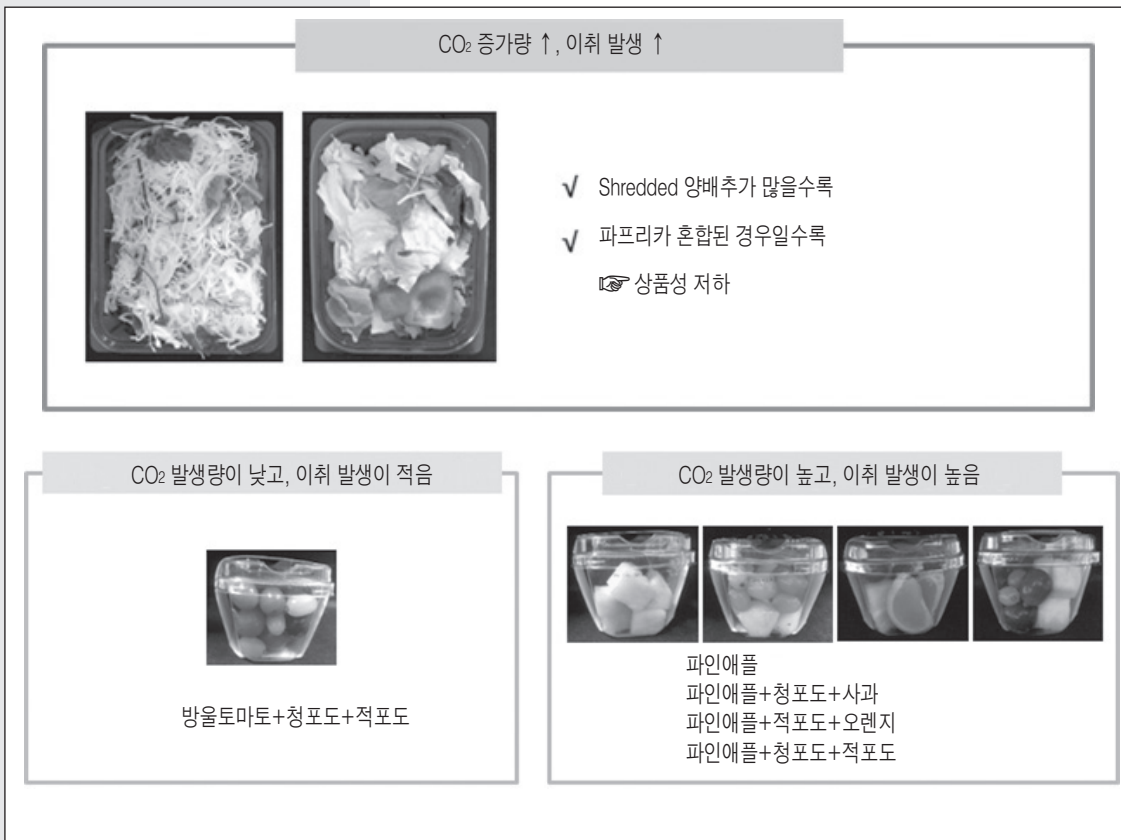 CO₂ 증가량 ↑, 이취 발생 ↑
√ Shredded 양배추가 많을수록
√ 파프리카 혼합된 경우일수록
☞ 상품성 저하
CO₂ 발생량이 낮고, 이취 발생이 적음
방울토마토+청포도+적포도
CO₂ 발생량이 높고, 이취 발생이 높음
파인애플
파인애플+청포도+사과
파인애플+적포도+오렌지
파인애플+청포도+적포도